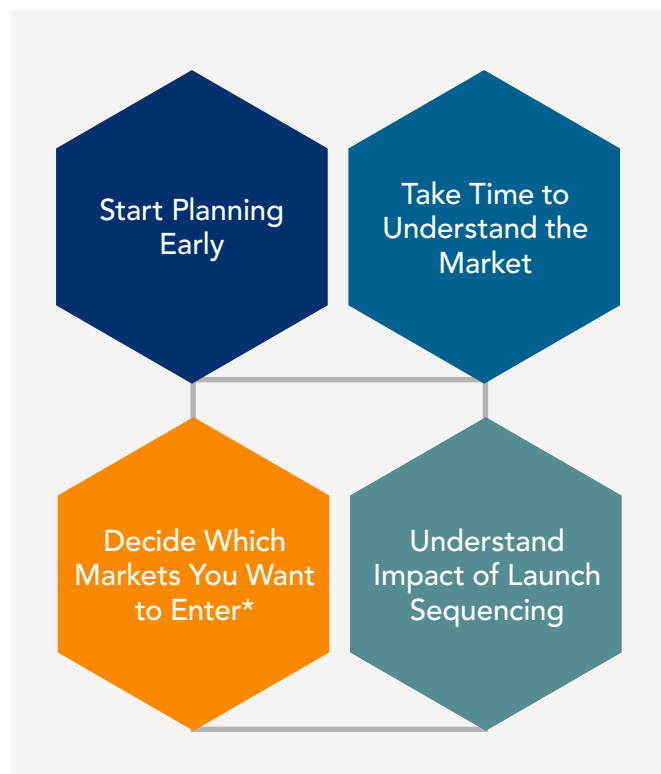 Start Planning
Early
Take Time to
Understand the
Market
Decide Which
Markets You Want
to Enter*
Understand
Impact of Launch
Sequencing